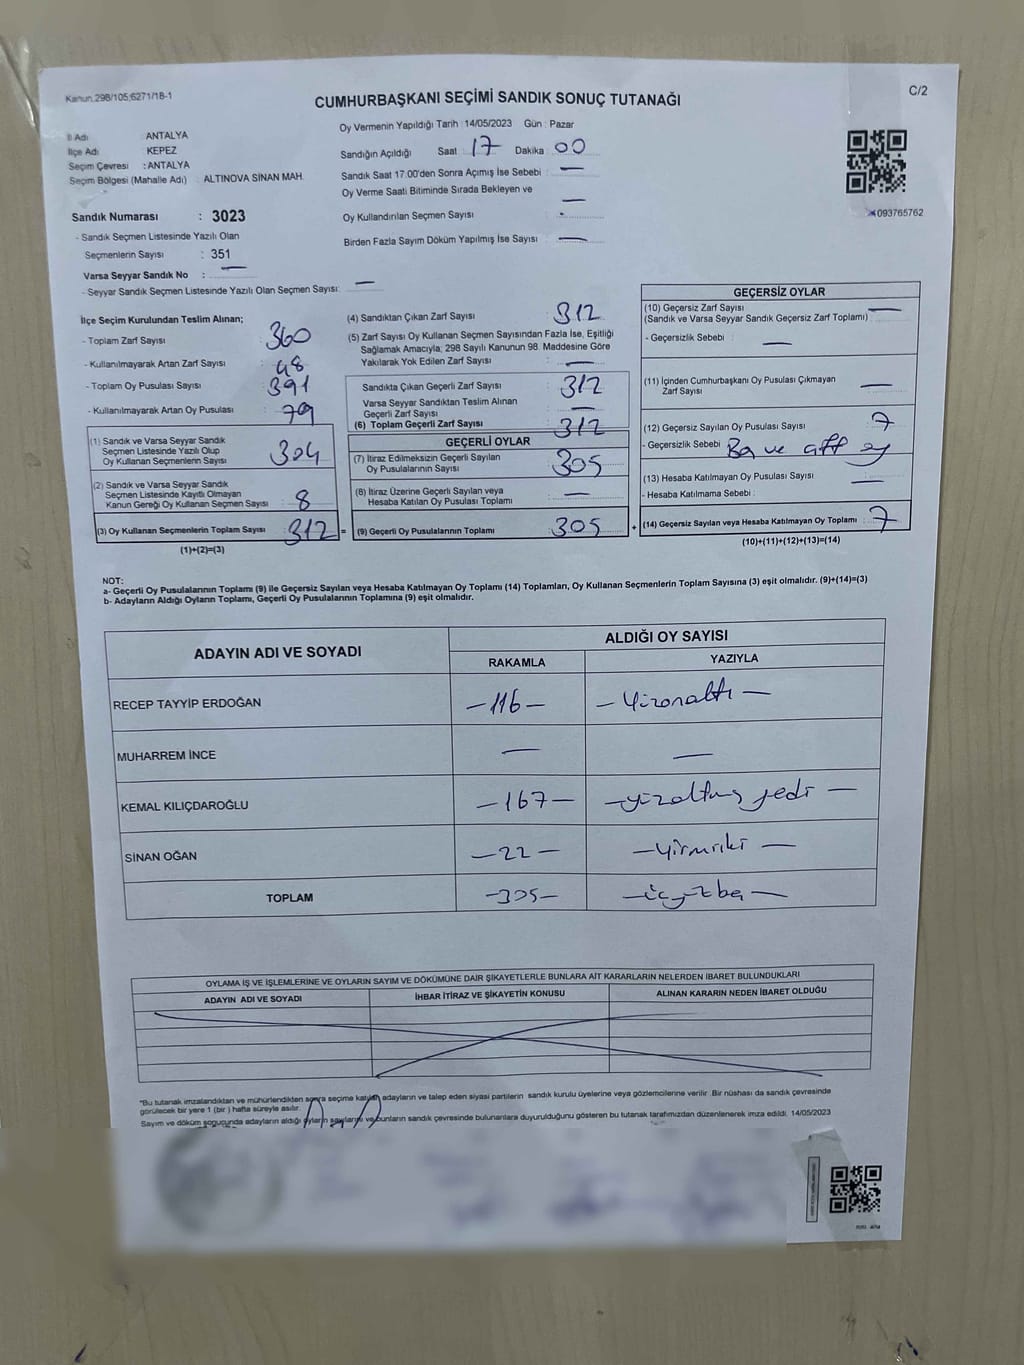 Kanun.298/105;6271/18-1
C/2
CUMHURBAŞKANI SEÇİMİ SANDIK SONUÇ TUTANAĞI
İl Adı ANTALYA
İlçe Adı: KEPEZ
Seçim Çevresi : ANTALYA
Seçim Bölgesi (Mahalle Adı) : ALTINOVA SİNAN MAH.
Oy Vermenin Yapıldığı Tarih : 14/05/2023 Gün : Pazar
Sandığın Açıldığı Saat 17 Dakika 00
Sandık Saat 17:00'den Sonra Açımış İse Sebebi : —
Oy Verme Saati Bitiminde Sırada Bekleyen ve
Oy Kullandırılan Seçmen Sayısı : —
Birden Fazla Sayım Döküm Yapılmış İse Sayısı : —
093765762
Sandık Numarası : 3023
- Sandık Seçmen Listesinde Yazılı Olan
Seçmenlerin Sayısı : 351
Varsa Seyyar Sandık No : —
- Seyyar Sandık Seçmen Listesinde Yazılı Olan Seçmen Sayısı: —
İlçe Seçim Kurulundan Teslim Alınan;
- Toplam Zarf Sayısı : 360
- Kullanılmayarak Artan Zarf Sayısı : 48
- Toplam Oy Pusulası Sayısı : 391
- Kullanılmayarak Artan Oy Pusulası : 79
(1) Sandık ve Varsa Seyyar Sandık
Seçmen Listesinde Yazılı Olup
Oy Kullanan Seçmenlerin Sayısı : 304
(2) Sandık ve Varsa Seyyar Sandık
Seçmen Listesinde Kayıtlı Olmayan
Kanun Gereği Oy Kullanan Seçmen Sayısı : 8
(3) Oy Kullanan Seçmenlerin Toplam Sayısı : 312 =
(1)+(2)=(3)
(4) Sandıktan Çıkan Zarf Sayısı : 312
(5) Zarf Sayısı Oy Kullanan Seçmen Sayısından Fazla İse, Eşitliği
Sağlamak Amacıyla; 298 Sayılı Kanunun 98. Maddesine Göre
Yakılarak Yok Edilen Zarf Sayısı : —
Sandıkta Çıkan Geçerli Zarf Sayısı : 312
Varsa Seyyar Sandıktan Teslim Alınan
Geçerli Zarf Sayısı : —
(6) Toplam Geçerli Zarf Sayısı : 312
GEÇERLİ OYLAR
(7) İtiraz Edilmeksizin Geçerli Sayılan
Oy Pusulalarının Sayısı : 305
(8) İtiraz Üzerine Geçerli Sayılan veya
Hesaba Katılan Oy Pusulası Toplamı : —
(9) Geçerli Oy Pusulalarının Toplamı : 305 +
GEÇERSİZ OYLAR
(10) Geçersiz Zarf Sayısı
(Sandık ve Varsa Seyyar Sandık Geçersiz Zarf Toplamı) : —
- Geçersizlik Sebebi : —
(11) İçinden Cumhurbaşkanı Oy Pusulası Çıkmayan
Zarf Sayısı : —
(12) Geçersiz Sayılan Oy Pusulası Sayısı : 7
- Geçersizlik Sebebi : ve çift oy
(13) Hesaba Katılmayan Oy Pusulası Sayısı : —
- Hesaba Katılmama Sebebi :
(14) Geçersiz Sayılan veya Hesaba Katılmayan Oy Toplamı : 7
(10)+(11)+(12)+(13)=(14)
NOT:
a- Geçerli Oy Pusulalarının Toplamı (9) ile Geçersiz Sayılan veya Hesaba Katılmayan Oy Toplamı (14) Toplamları, Oy Kullanan Seçmenlerin Toplam Sayısına (3) eşit olmalıdır. (9)+(14)=(3)
b- Adayların Aldığı Oyların Toplamı, Geçerli Oy Pusulalarının Toplamına (9) eşit olmalıdır.
ADAYIN ADI VE SOYADI
ALDIĞI OY SAYISI
RAKAMLA YAZIYLA
RECEP TAYYİP ERDOĞAN —116— — Yüzonaltı —
MUHARREM İNCE — —
KEMAL KILIÇDAROĞLU —167— —yüzaltmış yedi —
SİNAN OĞAN —22— —Yirmiiki —
TOPLAM —305— —üçyüzbeş—
OYLAMA İŞ VE İŞLEMLERİNE VE OYLARIN SAYIM VE DÖKÜMÜNE DAİR ŞİKAYETLERLE BUNLARA AİT KARARLARIN NELERDEN İBARET BULUNDUKLARI
ADAYIN ADI VE SOYADI İHBAR İTİRAZ VE ŞİKAYETİN KONUSU ALINAN KARARIN NEDEN İBARET OLDUĞU
*Bu tutanak imzalandıktan ve mühürlendikten sonra seçime katılan adayların ve talep eden siyasi partilerin sandık kurulu üyelerine veya gözlemcilerine verilir. Bir nüshası da sandık çevresinde
görülecek bir yere 1 (bir ) hafta süreyle asılır.
Sayım ve döküm sonucunda adayların aldığı oyların sayılarını ve bunların sandık çevresinde bulunanlara duyurulduğunu gösteren bu tutanak tarafımızdan düzenlenerek imza edildi. 14/05/2023